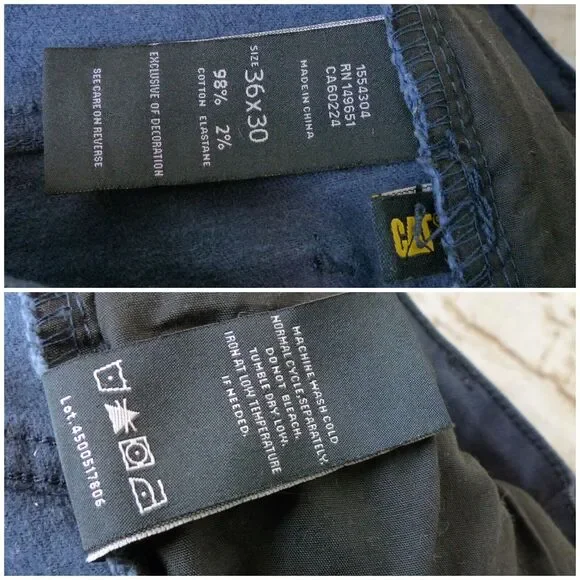 1554304
RN 149651
CA60224
MADE IN CHINA
SIZE 36X30
98% 2%
COTTON ELASTANE
EXCLUSIVE OF DECORATION
SEE CARE ON REVERSE
CAT
MACHINE WASH COLD
NORMAL CYCLE,SEPARATELY.
DO NOT BLEACH.
TUMBLE DRY LOW.
IRON AT LOW TEMPERATURE
IF NEEDED.
Lot.4500517806